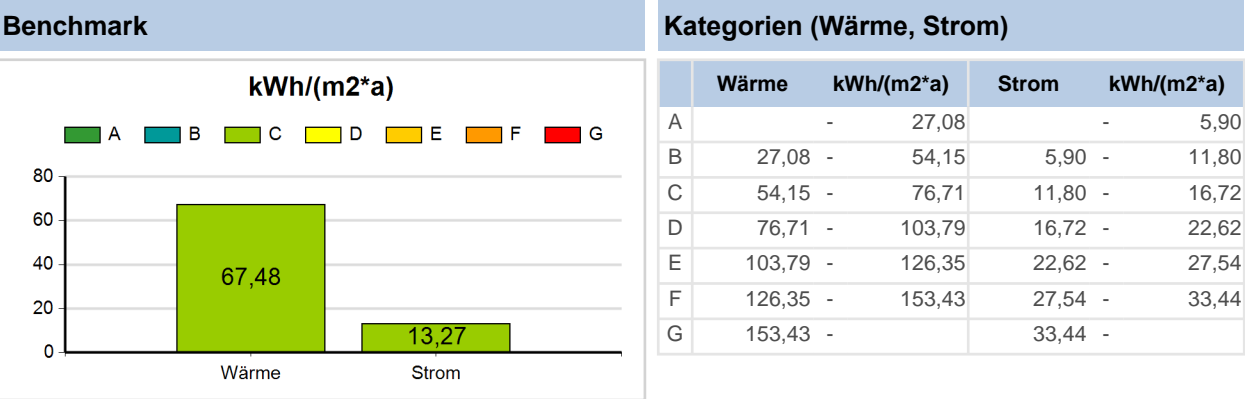 Benchmark
kWh/(m2*a)
A B C D E F G
80
60
40
20
0
67,48
13,27
Wärme Strom
Kategorien (Wärme, Strom)
Wärme kWh/(m2*a) Strom kWh/(m2*a)
A - 27,08 - 5,90
B 27,08 - 54,15 5,90 - 11,80
C 54,15 - 76,71 11,80 - 16,72
D 76,71 - 103,79 16,72 - 22,62
E 103,79 - 126,35 22,62 - 27,54
F 126,35 - 153,43 27,54 - 33,44
G 153,43 - 33,44 -